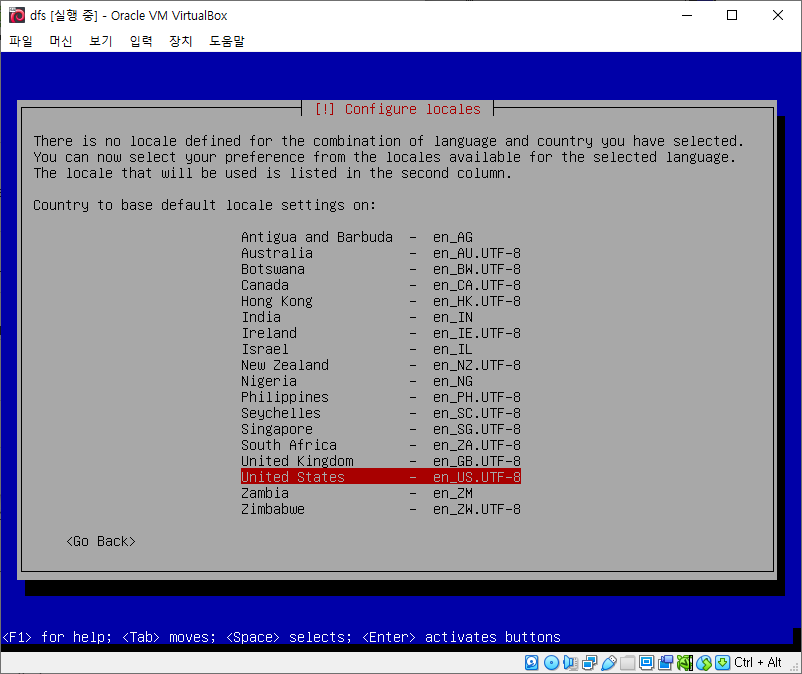 dfs [실행 중] - Oracle VM VirtualBox
파일 머신 보기 입력 장치 도움말
[!] Configure locales
There is no locale defined for the combination of language and country you have selected.
You can now select your preference from the locales available for the selected language.
The locale that will be used is listed in the second column.
Country to base default locale settings on:
Antigua and Barbuda - en_AG
Australia - en_AU.UTF-8
Botswana - en_BW.UTF-8
Canada - en_CA.UTF-8
Hong Kong - en_HK.UTF-8
India - en_IN
Ireland - en_IE.UTF-8
Israel - en_IL
New Zealand - en_NZ.UTF-8
Nigeria - en_NG
Philippines - en_PH.UTF-8
Seychelles - en_SC.UTF-8
Singapore - en_SG.UTF-8
South Africa - en_ZA.UTF-8
United Kingdom - en_GB.UTF-8
United States - en_US.UTF-8
Zambia - en_ZM
Zimbabwe - en_ZW.UTF-8
<Go Back>
<F1> for help; <Tab> moves; <Space> selects; <Enter> activates buttons
Ctrl + Alt